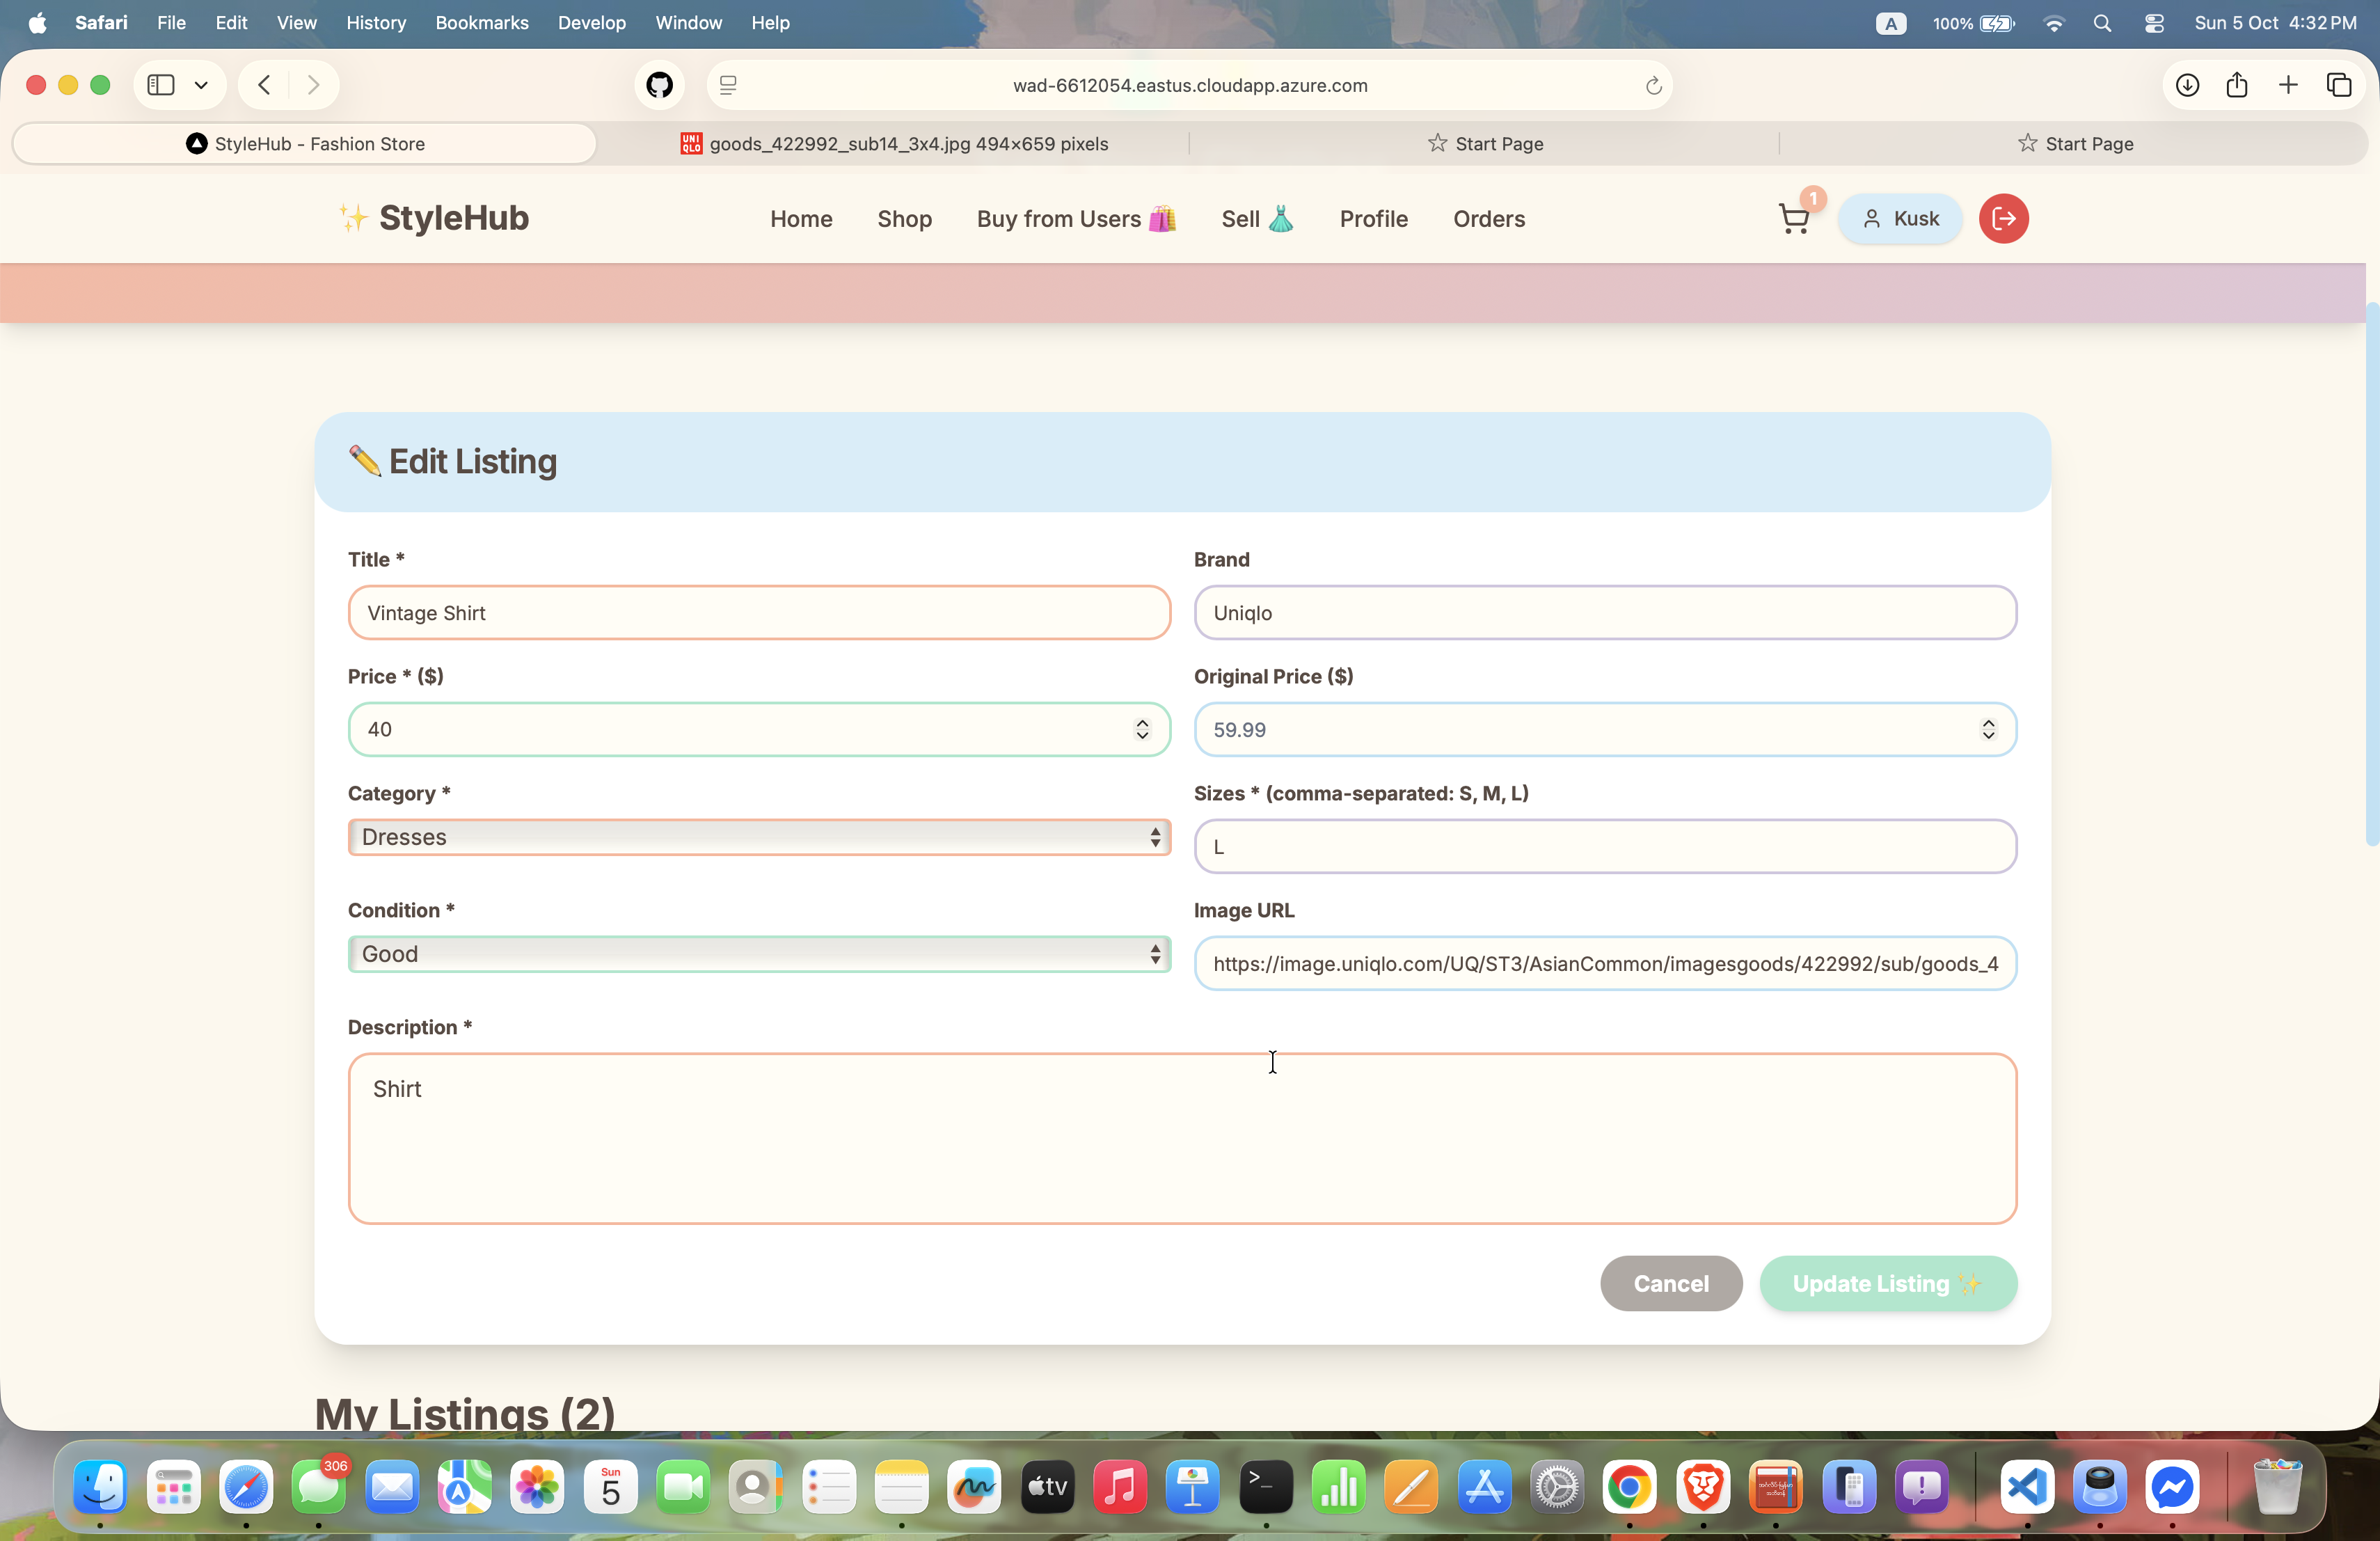 Safari File Edit View History Bookmarks Develop Window Help A 100% Sun 5 Oct 4:32 PM
wad-6612054.eastus.cloudapp.azure.com
StyleHub - Fashion Store
UNI QLO goods_422992_sub14_3x4.jpg 494×659 pixels
Start Page
Start Page
✨ StyleHub Home Shop Buy from Users 🛍️ Sell 👗 Profile Orders 1 Kusk
✏️ Edit Listing
Title * Brand
Vintage Shirt Uniqlo
Price * ($) Original Price ($)
40 59.99
Category * Sizes * (comma-separated: S, M, L)
Dresses L
Condition * Image URL
Good https://image.uniqlo.com/UQ/ST3/AsianCommon/imagesgoods/422992/sub/goods_4
Description *
Shirt
Cancel Update Listing ✨
My Listings (2)
306
Sun
5
tv